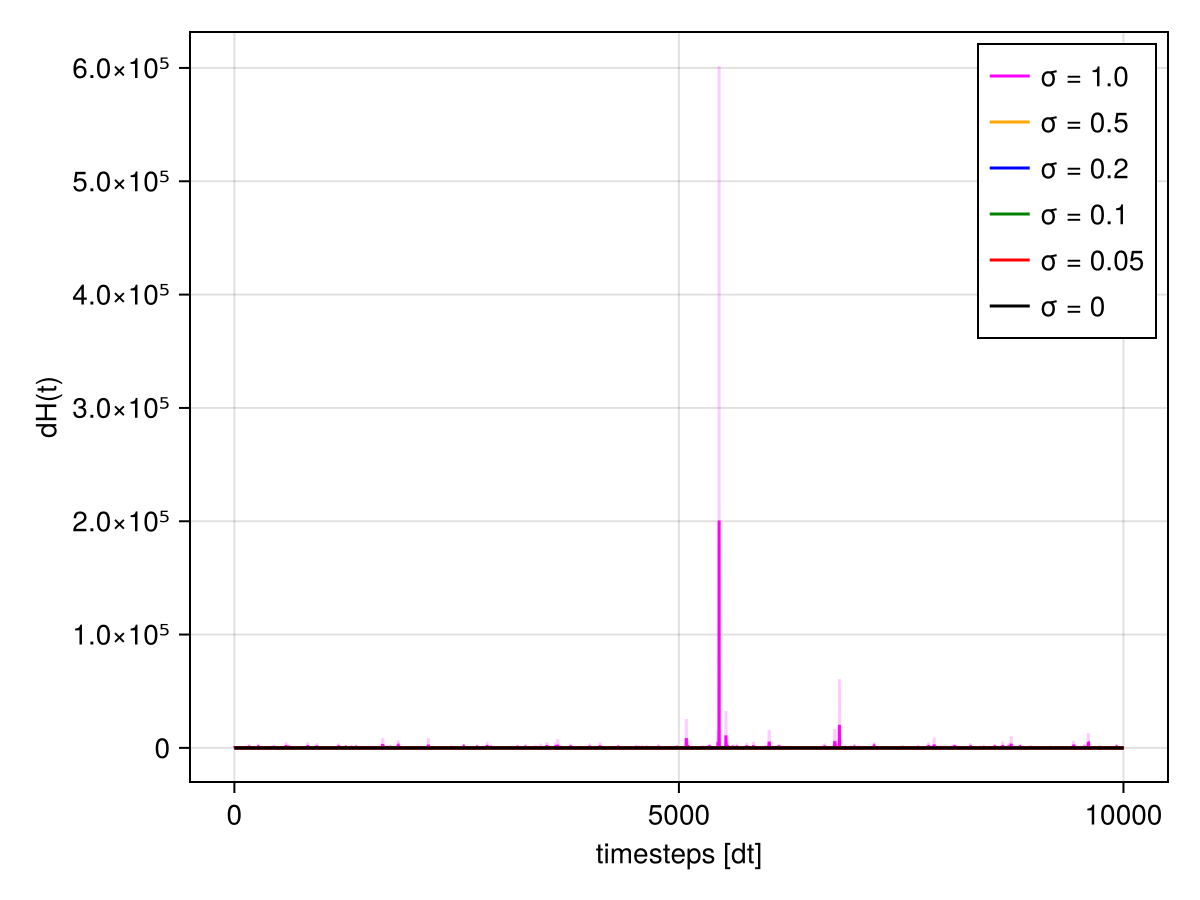 6.0×10⁵
5.0×10⁵
4.0×10⁵
3.0×10⁵
2.0×10⁵
1.0×10⁵
0
dH(t)
0
5000
10000
timesteps [dt]
σ = 1.0
σ = 0.5
σ = 0.2
σ = 0.1
σ = 0.05
σ = 0